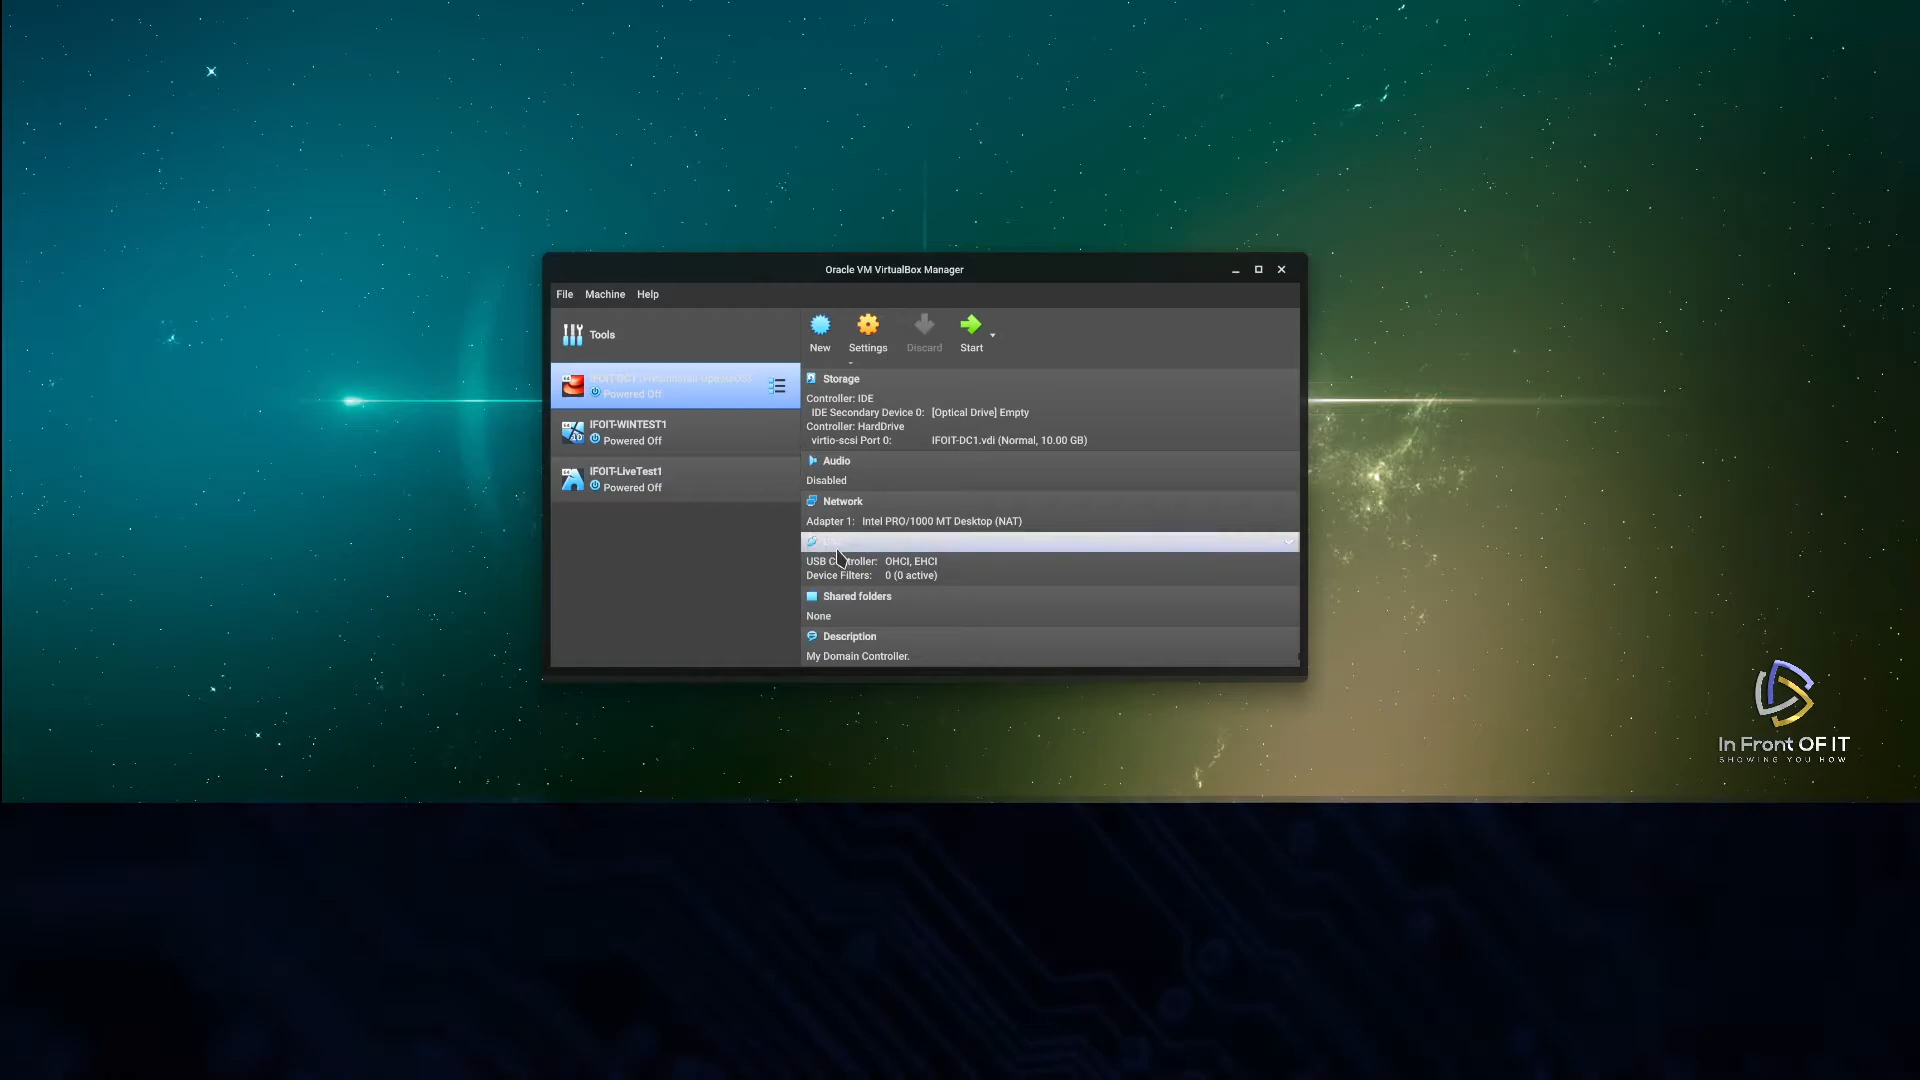 Oracle VM VirtualBox Manager
File Machine Help
Tools
New Settings Discard Start
Powered Off
IFOIT-WINTEST1
Powered Off
IFOIT-LiveTest1
Powered Off
Storage
Controller: IDE
IDE Secondary Device 0: [Optical Drive] Empty
Controller: HardDrive
virtio-scsi Port 0: IFOIT-DC1.vdi (Normal, 10.00 GB)
Audio
Disabled
Network
Adapter 1: Intel PRO/1000 MT Desktop (NAT)
USB OHCI, EHCI
Device Filters: 0 (0 active)
Shared folders
None
Description
My Domain Controller.
In Front OF IT
SHOWING YOU HOW